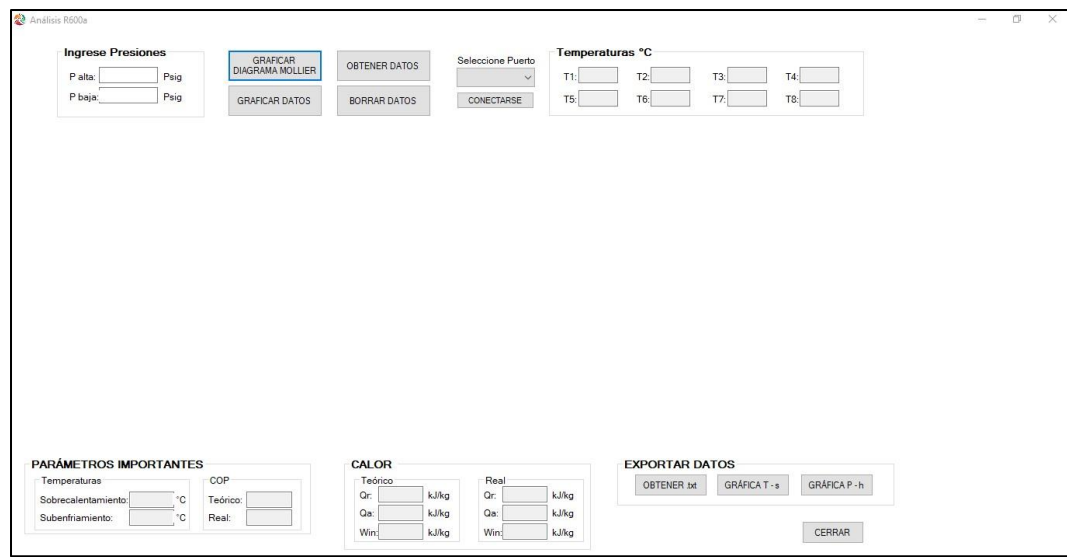 Análisis R600a
Ingrese Presiones
P alta: Psig
P baja: Psig
GRAFICAR
DIAGRAMA MOLLIER
OBTENER DATOS
GRAFICAR DATOS
BORRAR DATOS
Seleccione Puerto
CONECTARSE
Temperaturas °C
T1: T2: T3: T4:
T5: T6: T7: T8:
PARÁMETROS IMPORTANTES
Temperaturas
Sobrecalentamiento: °C
Subenfriamiento: °C
COP
Teórico:
Real:
CALOR
Teórico
Qr: kJ/kg
Qa: kJ/kg
Win: kJ/kg
Real
Qr: kJ/kg
Qa: kJ/kg
Win: kJ/kg
EXPORTAR DATOS
OBTENER .txt
GRÁFICA T - s
GRÁFICA P - h
CERRAR